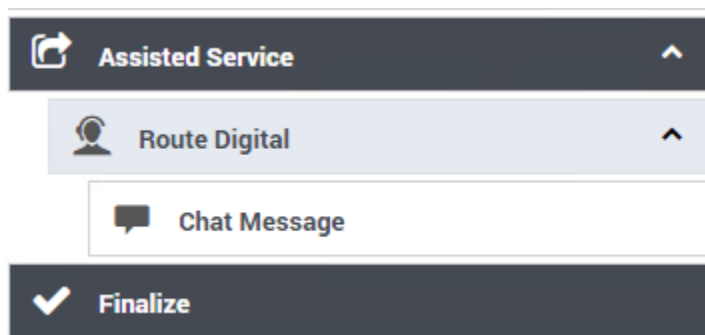 Assisted Service
Route Digital
Chat Message
Finalize